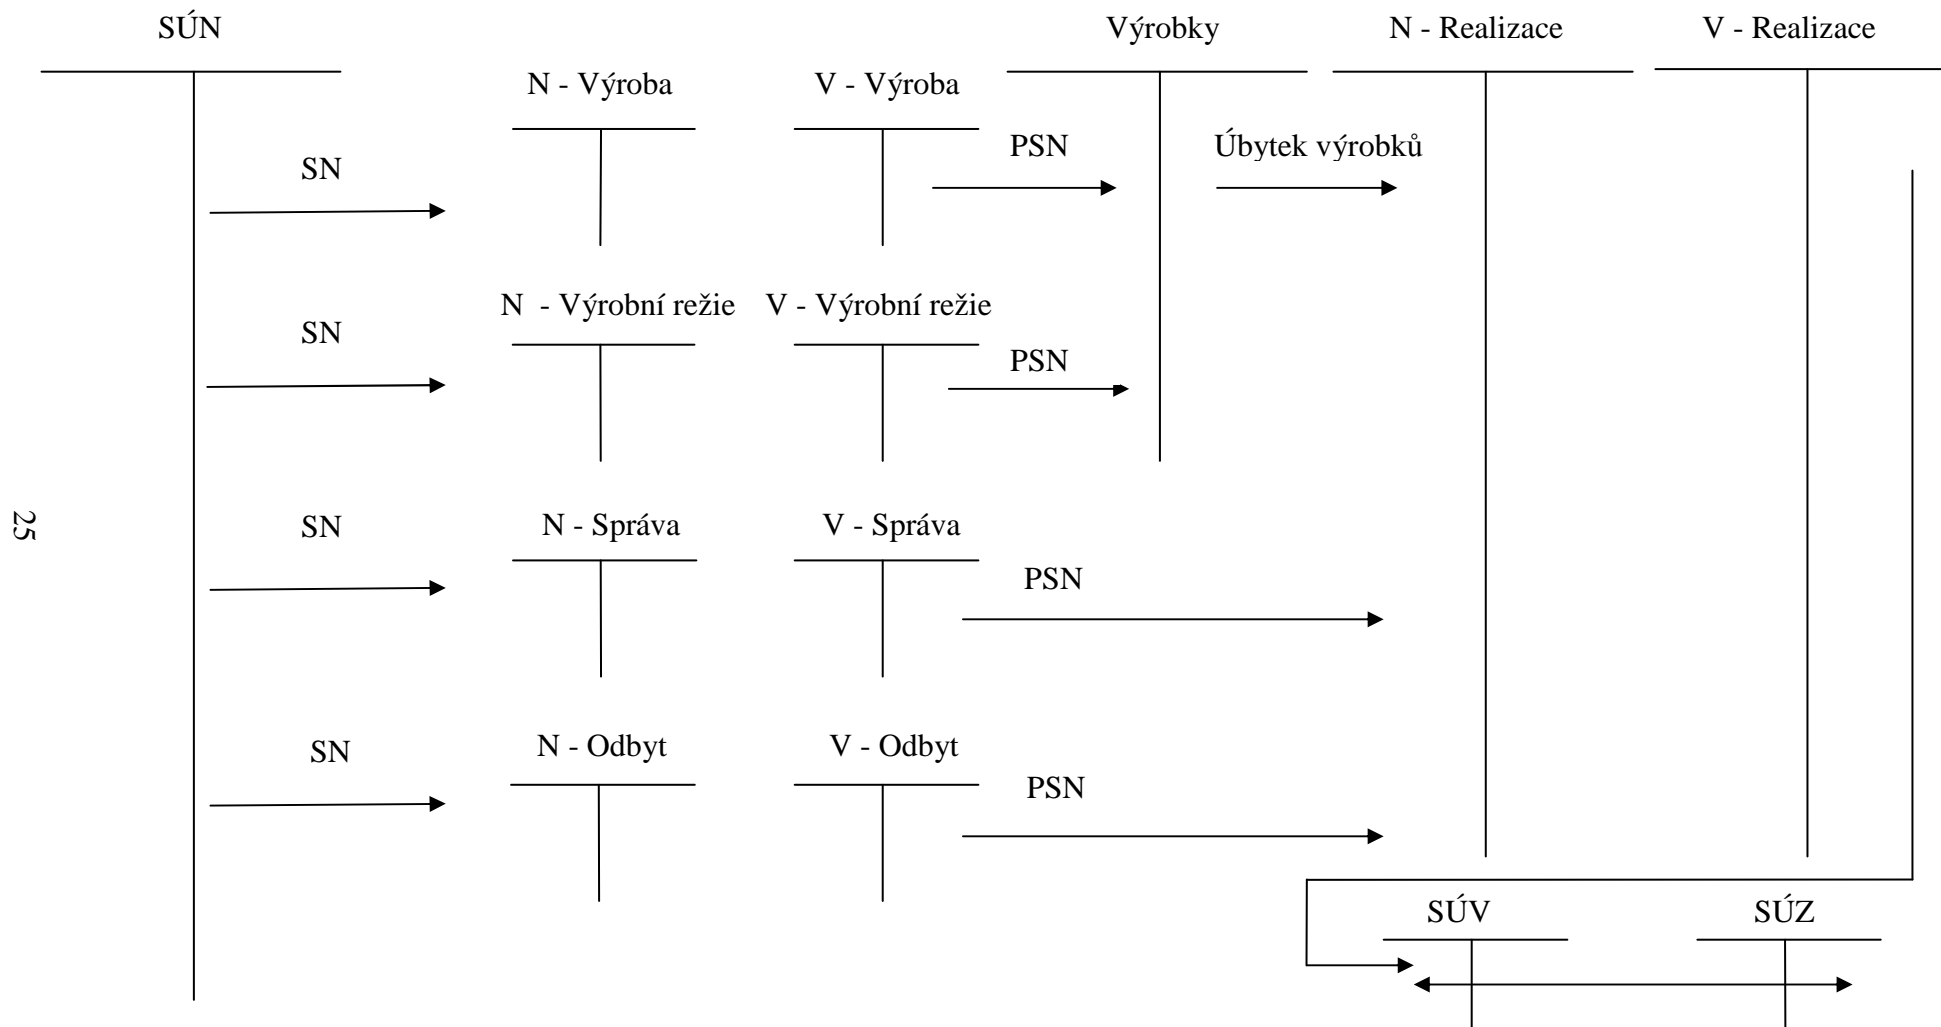 SÚN
Výrobky
N - Realizace
V - Realizace
N - Výroba
V - Výroba
SN
PSN
Úbytek výrobků
N - Výrobní režie
V - Výrobní režie
SN
PSN
N - Správa
V - Správa
SN
PSN
25
N - Odbyt
V - Odbyt
SN
PSN
SÚV
SÚZ